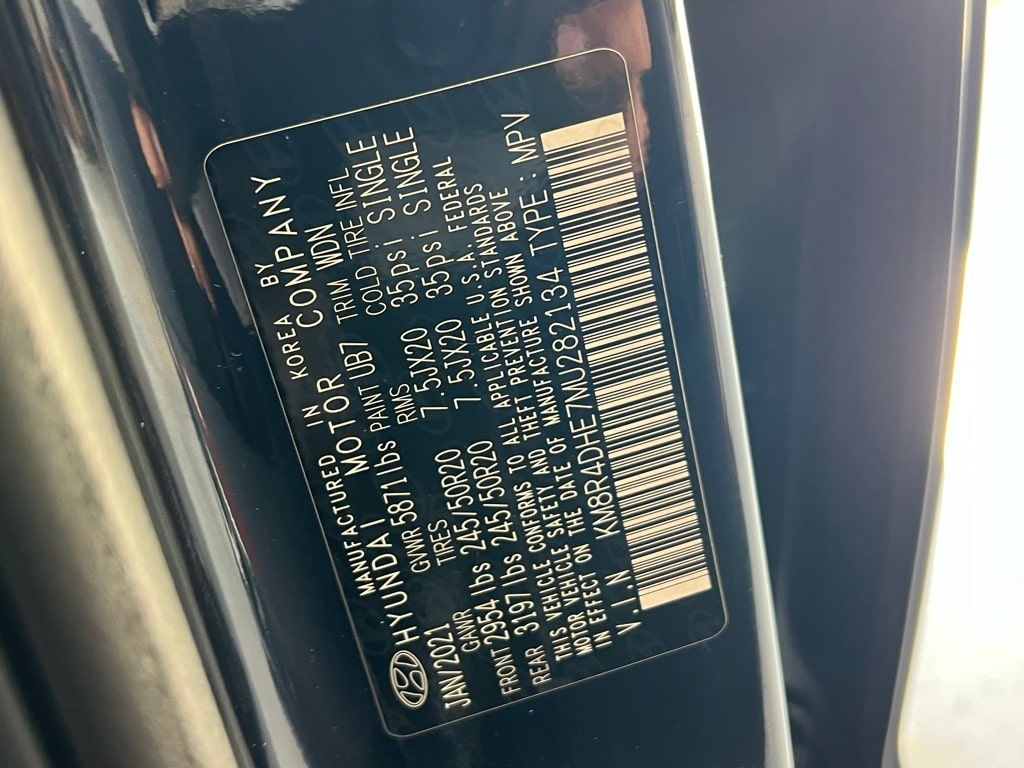 MANUFACTURED IN KOREA BY
HYUNDAI MOTOR COMPANY
JAN/2021 GVWR 5871lbs PAINT UB7 TRIM WDN
GAWR TIRES RIMS COLD TIRE INFL
FRONT 2954 lbs 245/50R20 7.5JX20 35psi SINGLE
REAR 3197 lbs 245/50R20 7.5JX20 35psi SINGLE
THIS VEHICLE CONFORMS TO ALL APPLICABLE U.S.A. FEDERAL
MOTOR VEHICLE SAFETY AND THEFT PREVENTION STANDARDS
IN EFFECT ON THE DATE OF MANUFACTURE SHOWN ABOVE
V.I.N KM8R4DHE7MU282134 TYPE : MPV